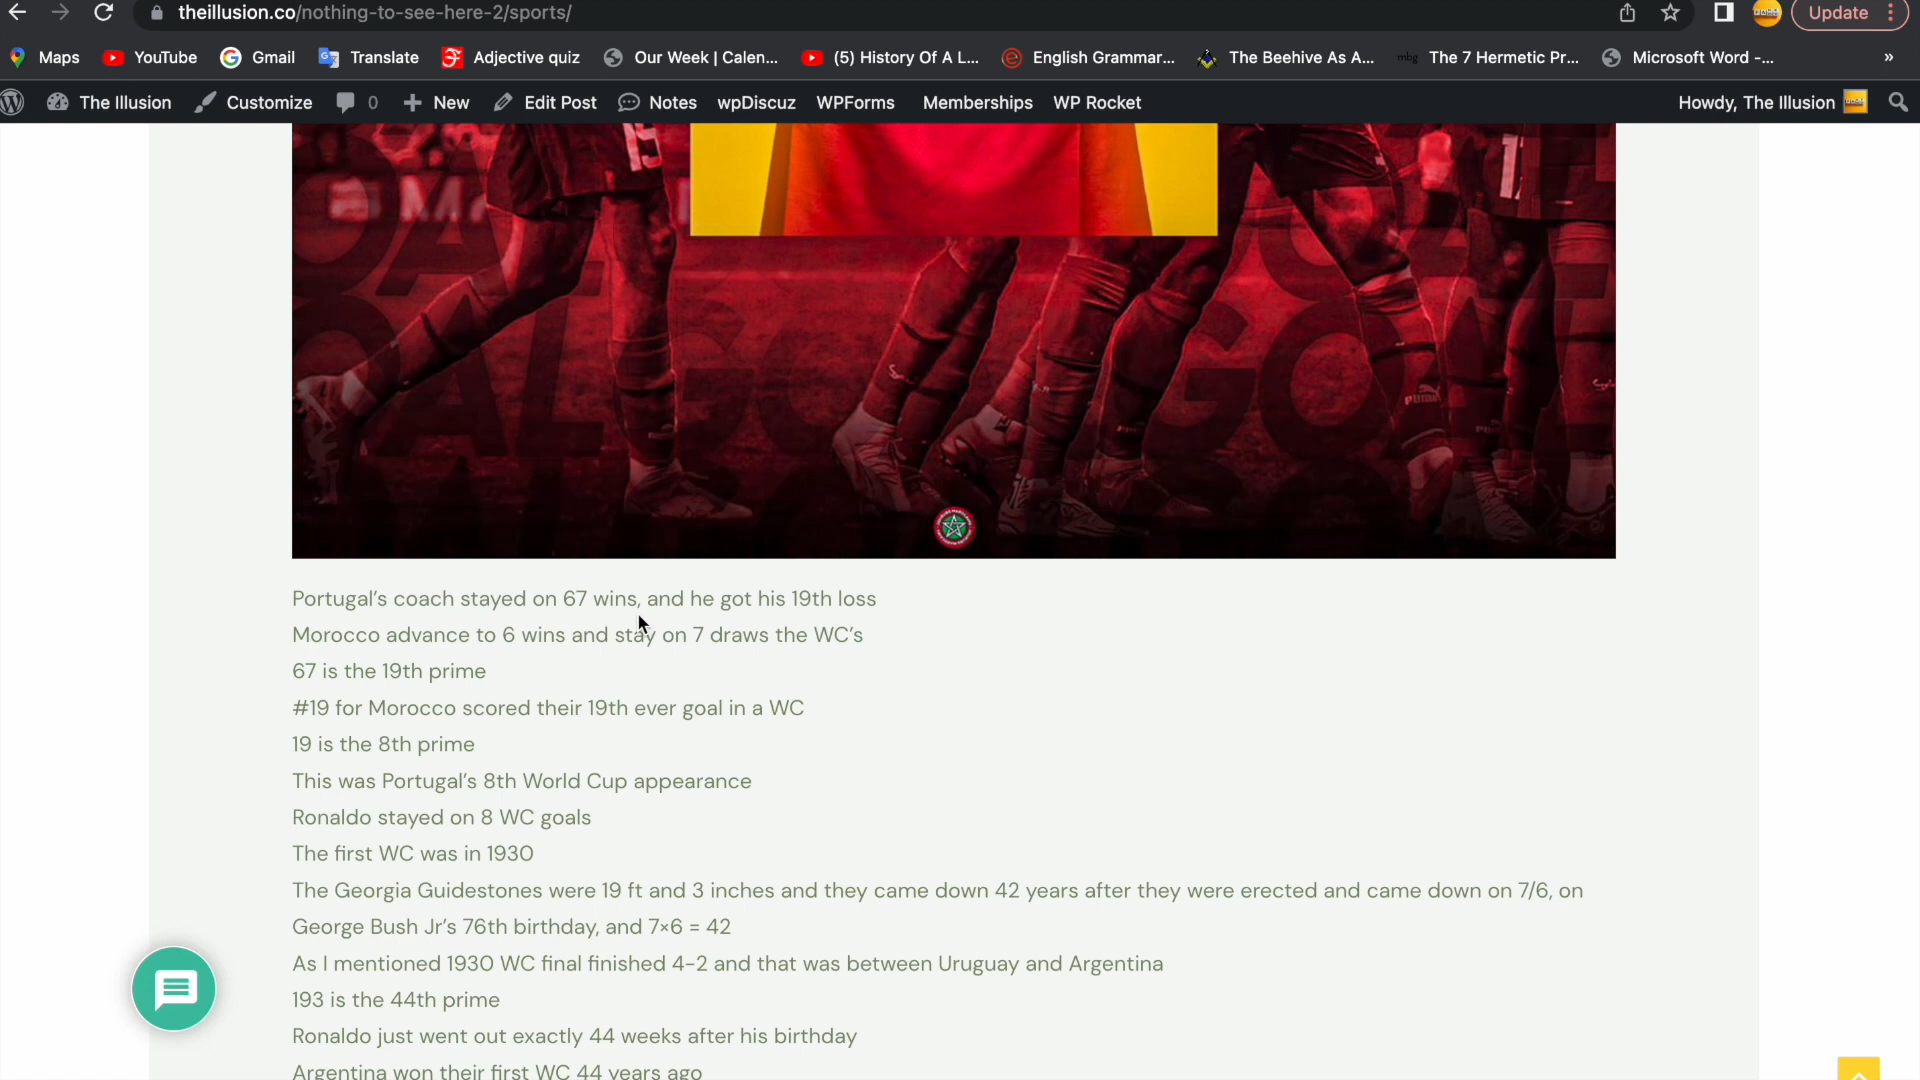 theillusion.co/nothing-to-see-here-2/sports/
Update
Maps YouTube Gmail Translate Adjective quiz Our Week | Calen... (5) History Of A L... English Grammar... The Beehive As A... mbg The 7 Hermetic Pr... Microsoft Word -... »
The Illusion Customize 0 New Edit Post Notes wpDiscuz WPForms Memberships WP Rocket Howdy, The Illusion
Portugal's coach stayed on 67 wins, and he got his 19th loss
Morocco advance to 6 wins and stay on 7 draws the WC's
67 is the 19th prime
#19 for Morocco scored their 19th ever goal in a WC
19 is the 8th prime
This was Portugal's 8th World Cup appearance
Ronaldo stayed on 8 WC goals
The first WC was in 1930
The Georgia Guidestones were 19 ft and 3 inches and they came down 42 years after they were erected and came down on 7/6, on
George Bush Jr's 76th birthday, and 7×6 = 42
As I mentioned 1930 WC final finished 4-2 and that was between Uruguay and Argentina
193 is the 44th prime
Ronaldo just went out exactly 44 weeks after his birthday
Argentina won their first WC 44 years ago